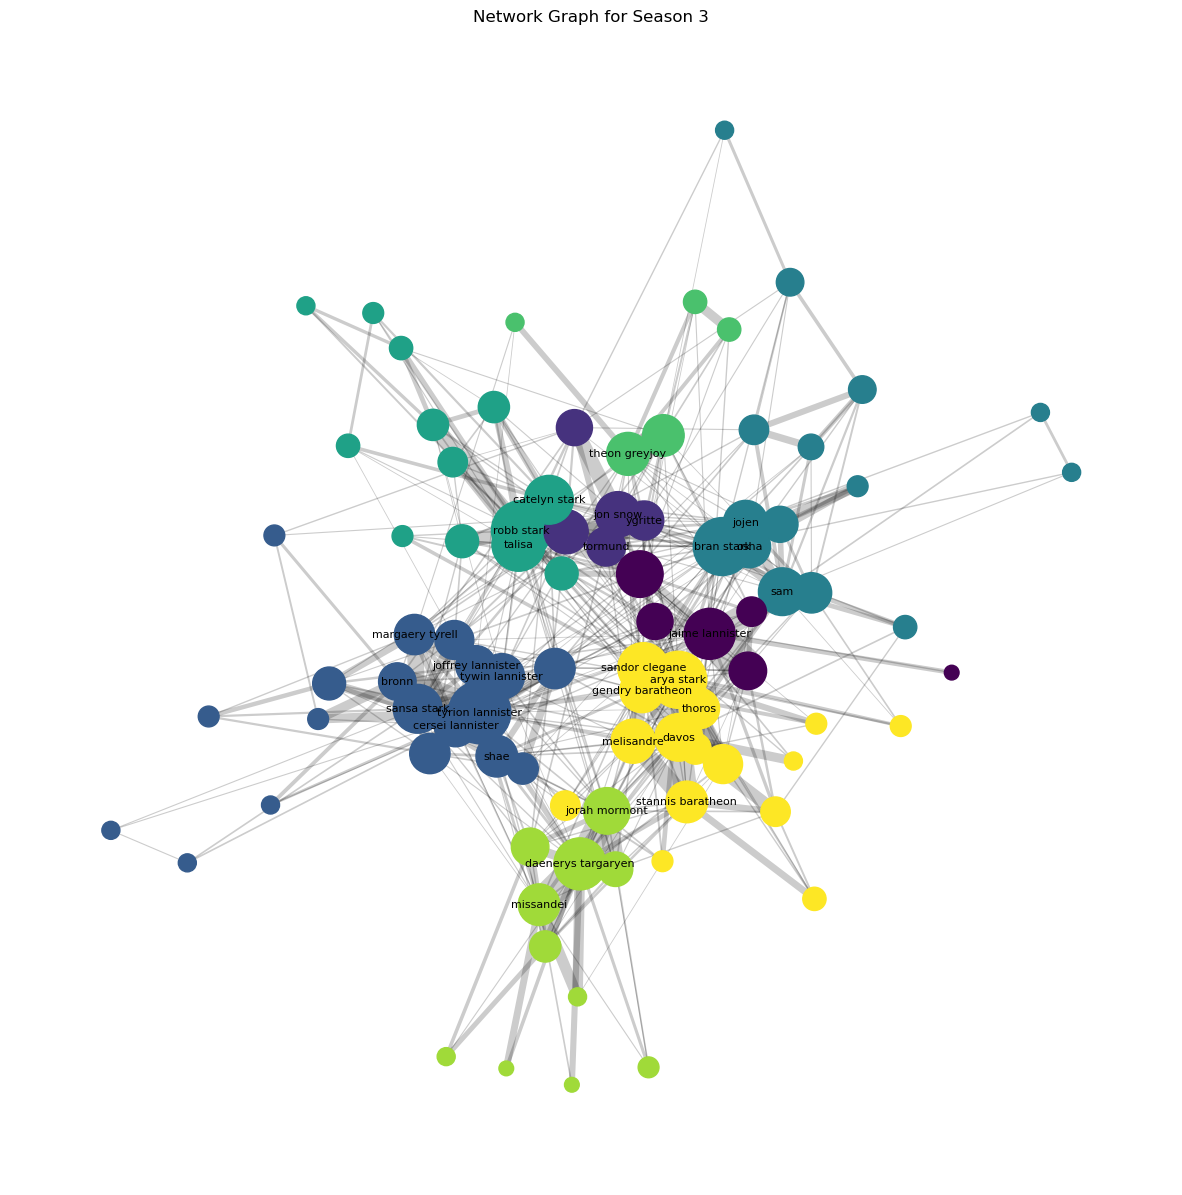 Network Graph for Season 3
theon greyjoy
catelyn stark
jon snow
ygritte
jojen
robb stark
talisa
tormund
bran stark
osha
sam
margaery tyrell
jaime lannister
joffrey lannister
sandor clegane
tywin lannister
arya stark
bronn
gendry baratheon
sansa stark
thoros
tyrion lannister
cersei lannister
melisandre
davos
shae
stannis baratheon
jorah mormont
daenerys targaryen
missandei